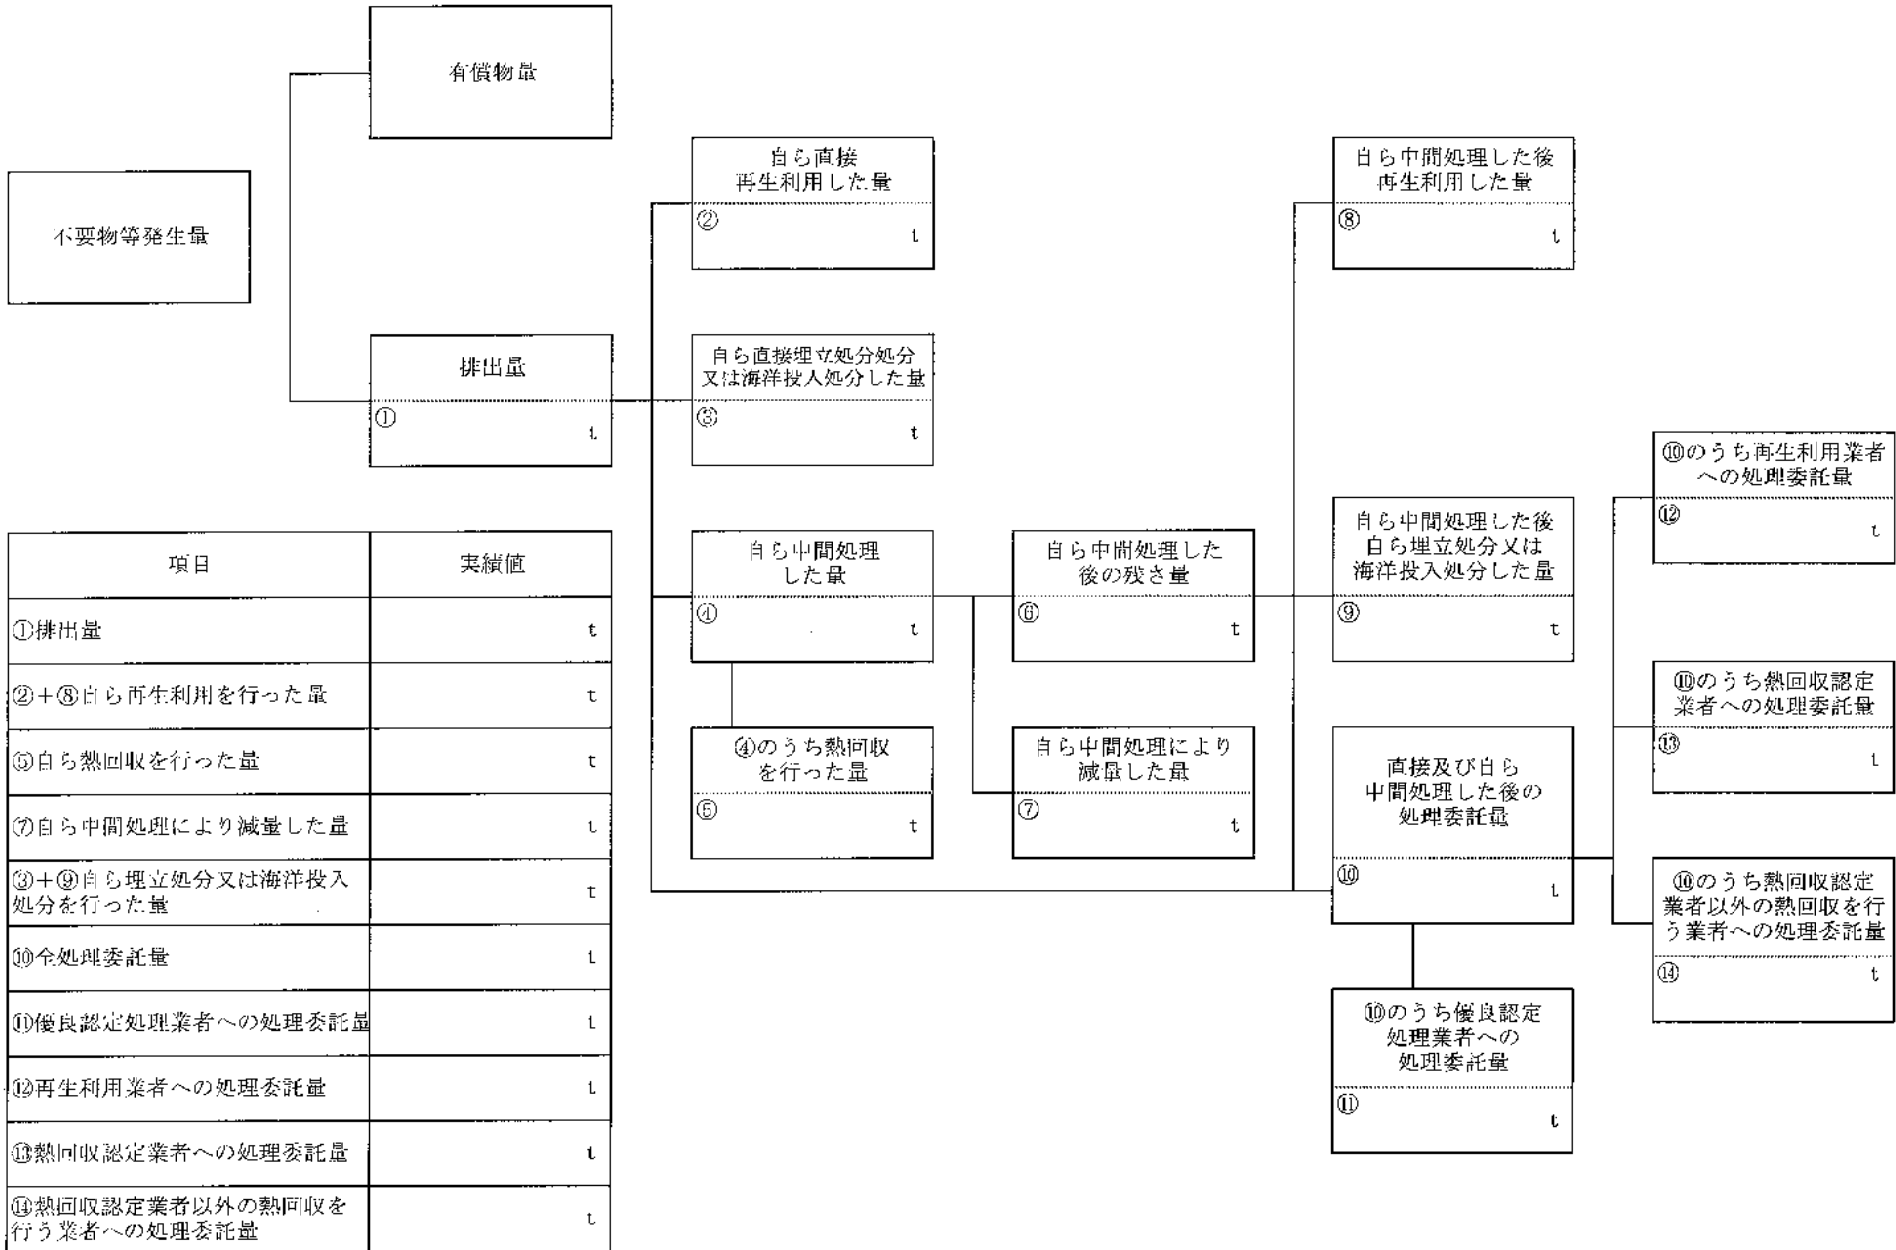 有償物量
不要物等発生量
排出量
①
t
自ら直接
再生利用した量
②
t
自ら直接埋立処分処分
又は海洋投入処分した量
③
t
自ら中間処理
した量
④
t
④のうち熱回収
を行った量
⑤
t
自ら中間処理した
後の残さ量
⑥
t
自ら中間処理により
減量した量
⑦
t
自ら中間処理した後
再生利用した量
⑧
t
自ら中間処理した後
自ら埋立処分又は
海洋投入処分した量
⑨
t
直接及び自ら
中間処理した後の
処理委託量
⑩
t
⑩のうち優良認定
処理業者への
処理委託量
⑪
t
⑩のうち再生利用業者
への処理委託量
⑫
t
⑩のうち熱回収認定
業者への処理委託量
⑬
t
⑩のうち熱回収認定
業者以外の熱回収を行
う業者への処理委託量
⑭
t
項目 実績値
①排出量 t
②+⑧自ら再生利用を行った量 t
⑤自ら熱回収を行った量 t
⑦自ら中間処理により減量した量 t
③+⑨自ら埋立処分又は海洋投入
処分を行った量 t
⑩全処理委託量 t
⑪優良認定処理業者への処理委託量 t
⑫再生利用業者への処理委託量 t
⑬熱回収認定業者への処理委託量 t
⑭熱回収認定業者以外の熱回収を
行う業者への処理委託量 t